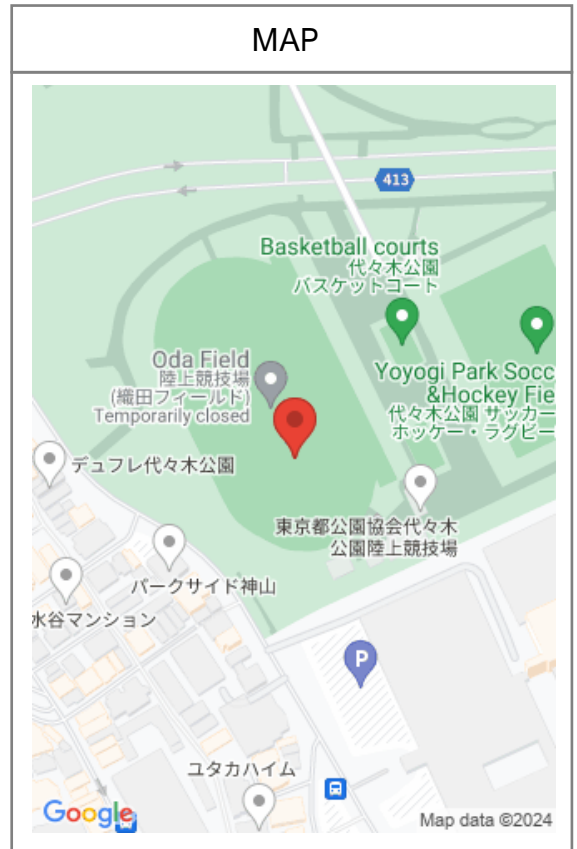 MAP
413
Basketball courts
代々木公園
バスケットコート
Oda Field
陸上競技場
(織田フィールド)
Temporarily closed
Yoyogi Park Socc
&Hockey Fie
代々木公園 サッカー
ホッケー・ラグビー
デュフレ代々木公園
東京都公園協会代々木
公園陸上競技場
パークサイド神山
水谷マンション
P
ユタカハイム
Google
Map data ©2024